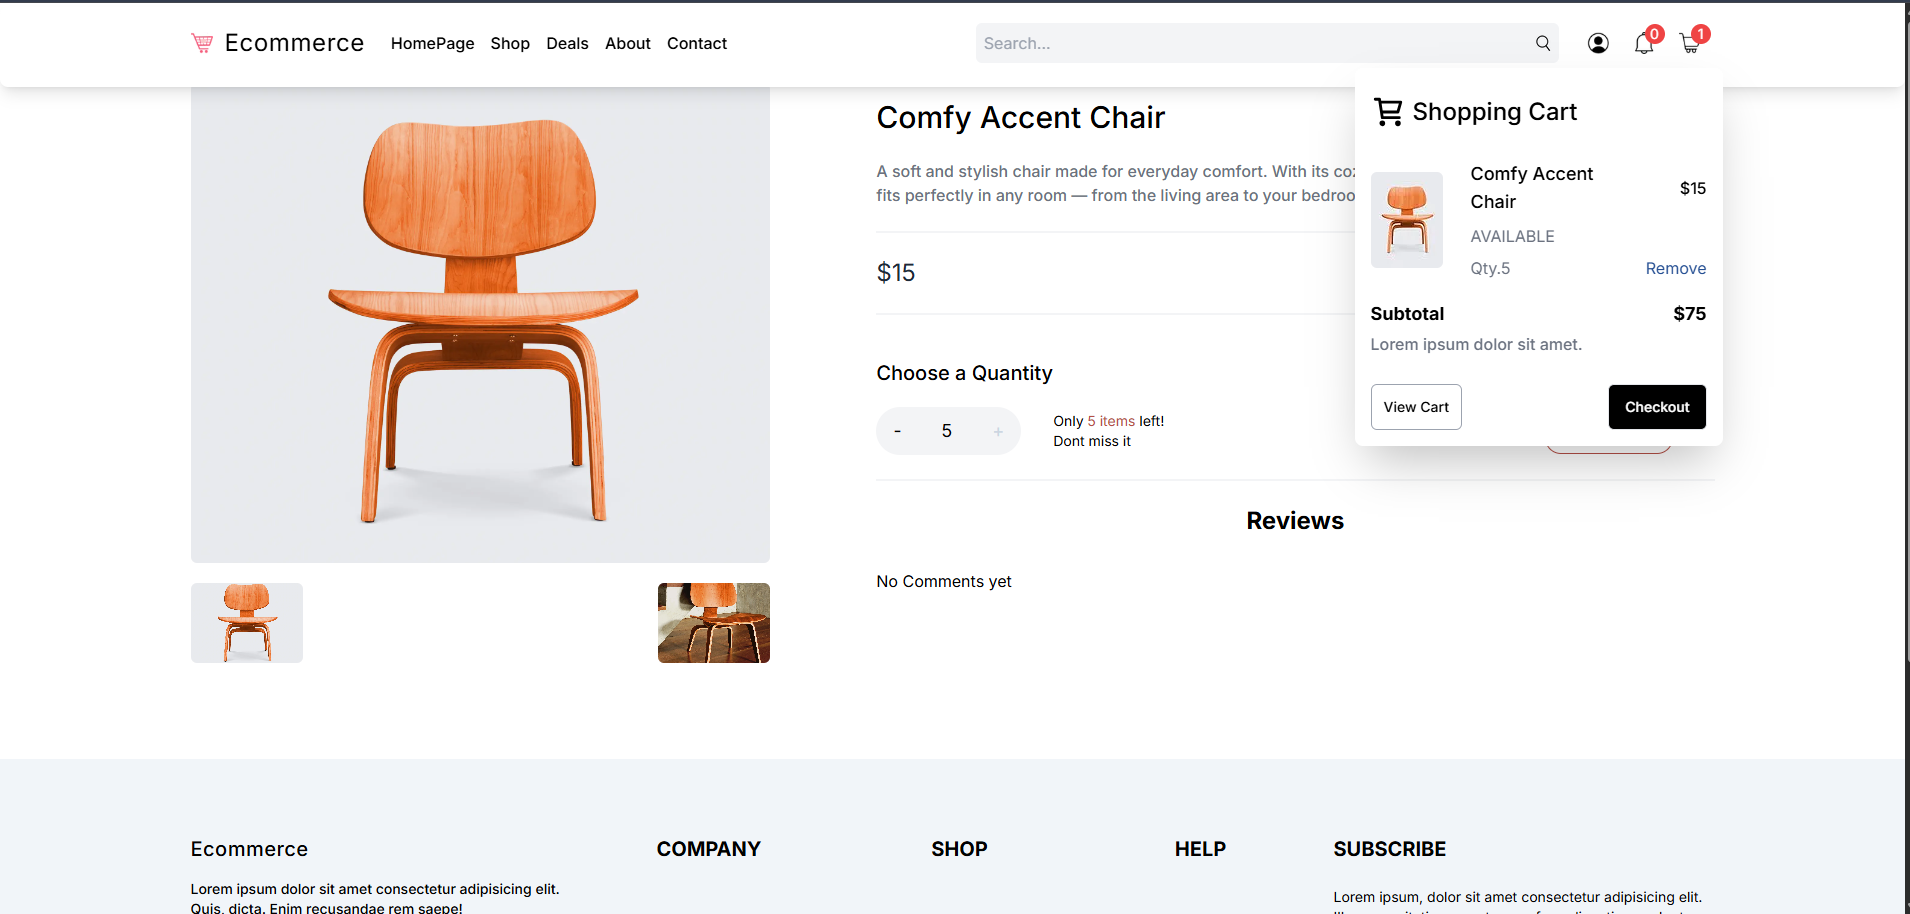 Ecommerce
HomePage
Shop
Deals
About
Contact
Search...
0
1
Comfy Accent Chair
A soft and stylish chair made for everyday comfort. With its
fits perfectly in any room — from the living area to your
$15
Choose a Quantity
- 5 +
Only 5 items left!
Dont miss it
Reviews
No Comments yet
Shopping Cart
Comfy Accent
Chair
$15
AVAILABLE
Qty.5
Remove
Subtotal
$75
Lorem ipsum dolor sit amet.
View Cart
Checkout
Ecommerce
Lorem ipsum dolor sit amet consectetur adipisicing elit.
Quis, dicta. Enim recusandae rem saepe!
COMPANY
SHOP
HELP
SUBSCRIBE
Lorem ipsum, dolor sit amet consectetur adipisicing elit.